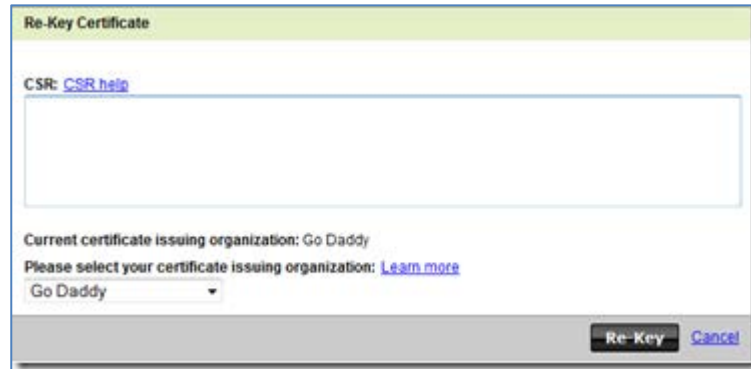 Re-Key Certificate
CSR: CSR help
Current certificate issuing organization: Go Daddy
Please select your certificate issuing organization: Learn more
Go Daddy
Re-Key Cancel